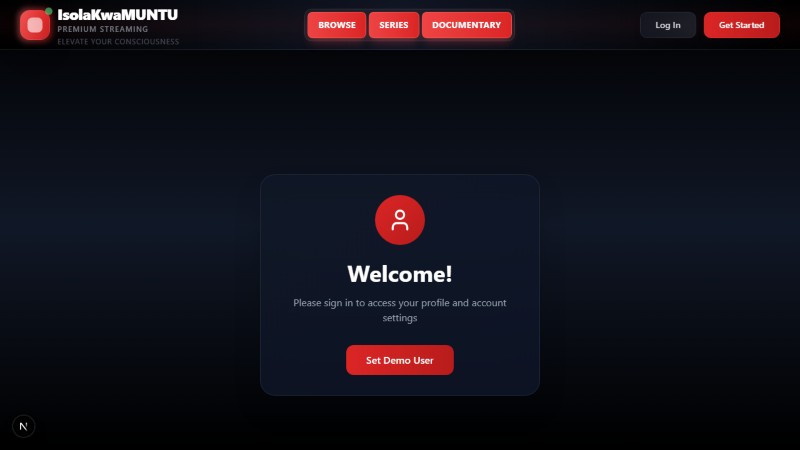 IsolaKwaMUNTU
PREMIUM STREAMING
ELEVATE YOUR CONSCIOUSNESS
BROWSE
SERIES
DOCUMENTARY
Log In
Get Started
Welcome!
Please sign in to access your profile and account
settings
Set Demo User
N